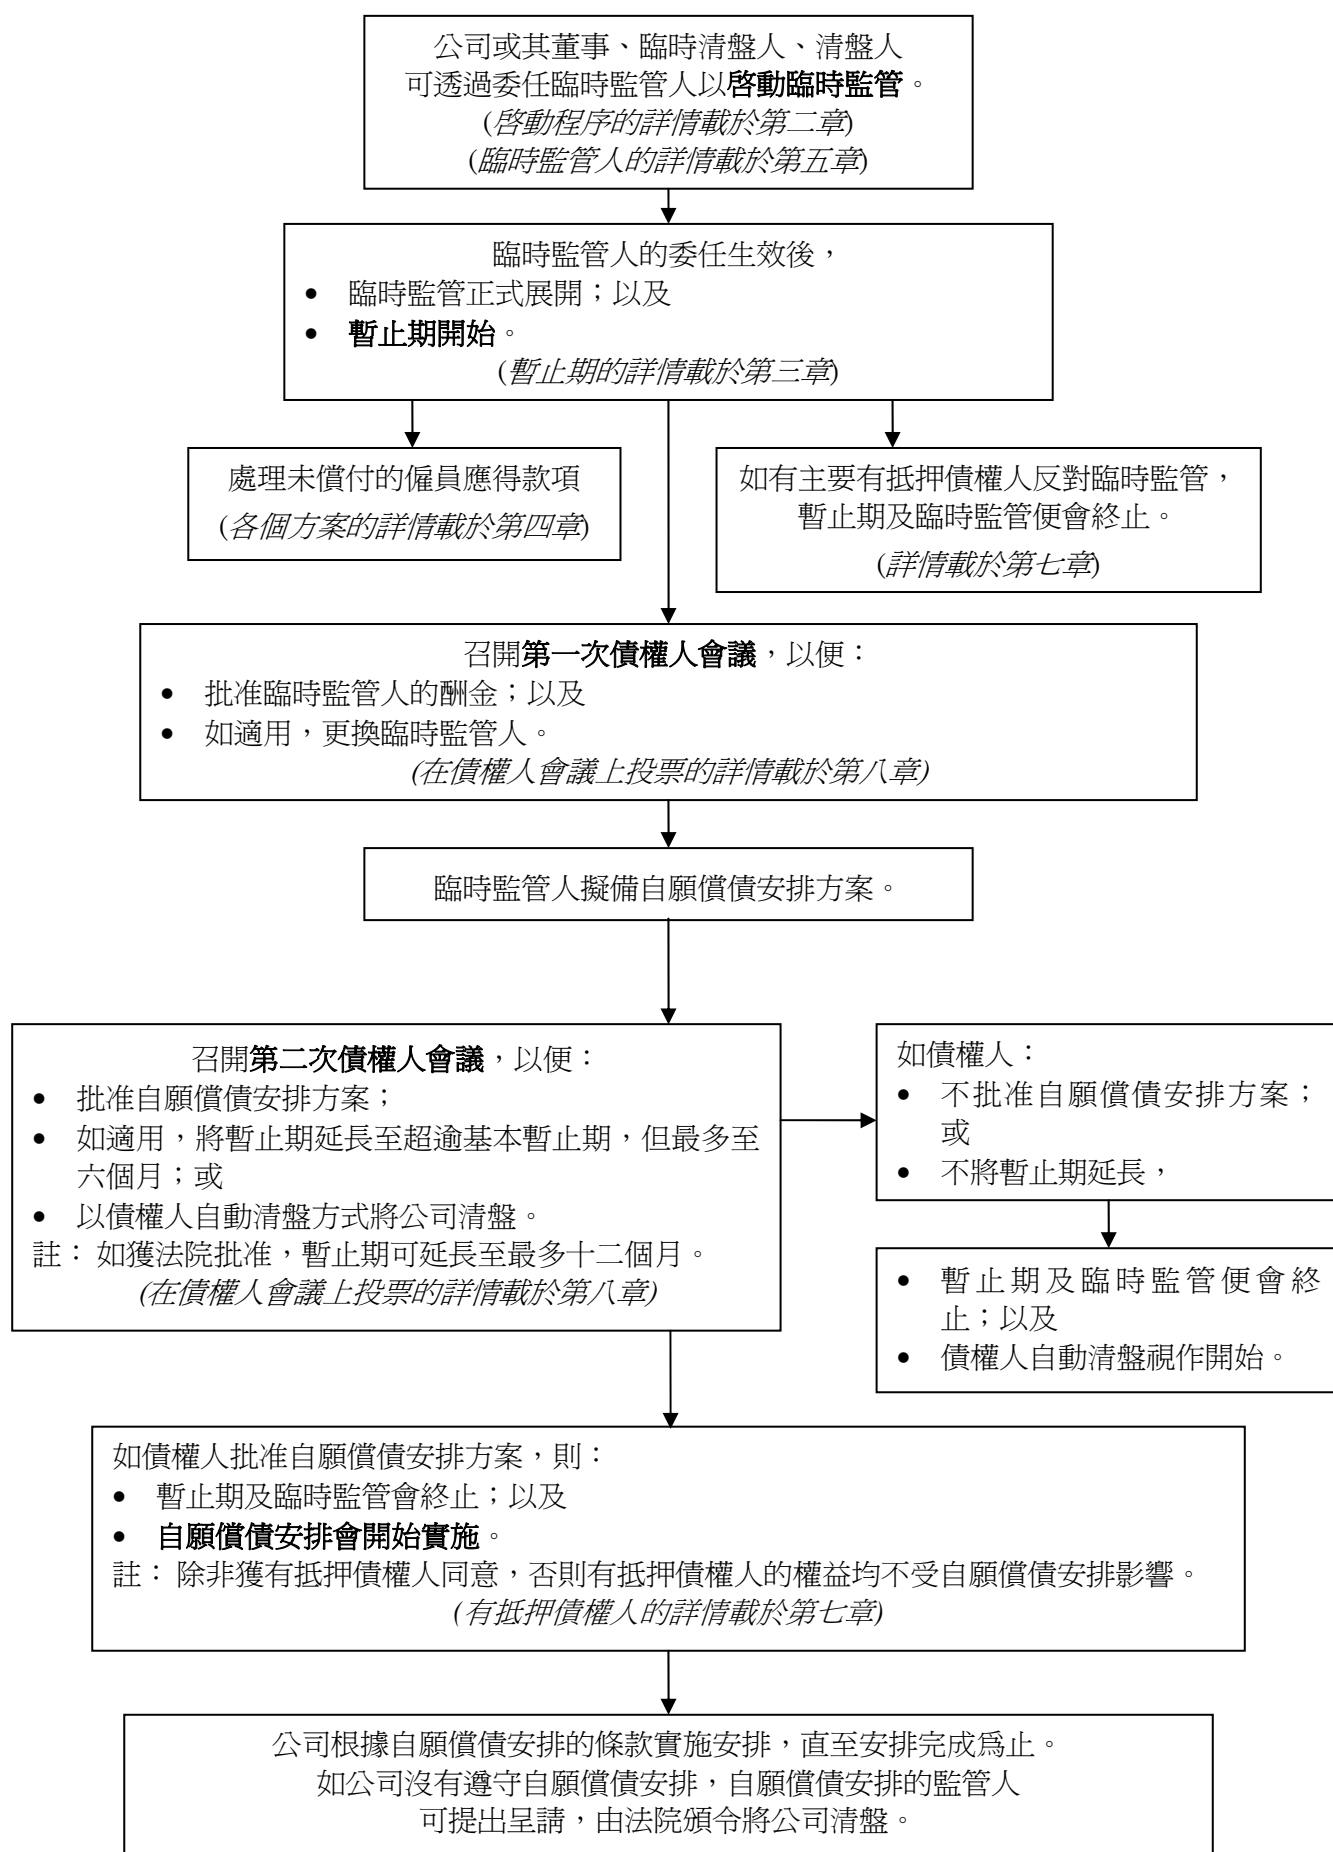 公司或其董事、臨時清盤人、清盤人
可透過委任臨時監管人以啓動臨時監管。
(啓動程序的詳情載於第二章)
(臨時監管人的詳情載於第五章)
臨時監管人的委任生效後，
• 臨時監管正式展開；以及
• 暫止期開始。
(暫止期的詳情載於第三章)
處理未償付的僱員應得款項
(各個方案的詳情載於第四章)
如有主要有抵押債權人反對臨時監管，
暫止期及臨時監管便會終止。
(詳情載於第七章)
召開第一次債權人會議，以便：
• 批准臨時監管人的酬金；以及
• 如適用，更換臨時監管人。
(在債權人會議上投票的詳情載於第八章)
臨時監管人擬備自願償債安排方案。
召開第二次債權人會議，以便：
• 批准自願償債安排方案；
• 如適用，將暫止期延長至超逾基本暫止期，但最多至
六個月；或
• 以債權人自動清盤方式將公司清盤。
註： 如獲法院批准，暫止期可延長至最多十二個月。
(在債權人會議上投票的詳情載於第八章)
如債權人：
• 不批准自願償債安排方案；
或
• 不將暫止期延長，
• 暫止期及臨時監管便會終
止；以及
• 債權人自動清盤視作開始。
如債權人批准自願償債安排方案，則：
• 暫止期及臨時監管會終止；以及
• 自願償債安排會開始實施。
註： 除非獲有抵押債權人同意，否則有抵押債權人的權益均不受自願償債安排影響。
(有抵押債權人的詳情載於第七章)
公司根據自願償債安排的條款實施安排，直至安排完成爲止。
如公司沒有遵守自願償債安排，自願償債安排的監管人
可提出呈請，由法院頒令將公司清盤。